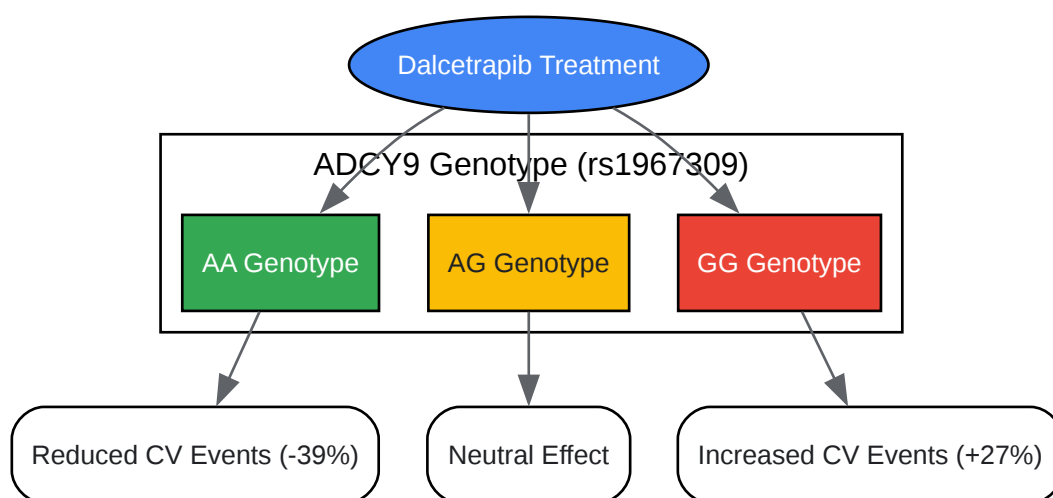 Dalcetrapib Treatment
ADCY9 Genotype (rs1967309)
AA Genotype
AG Genotype
GG Genotype
Reduced CV Events (-39%)
Neutral Effect
Increased CV Events (+27%)